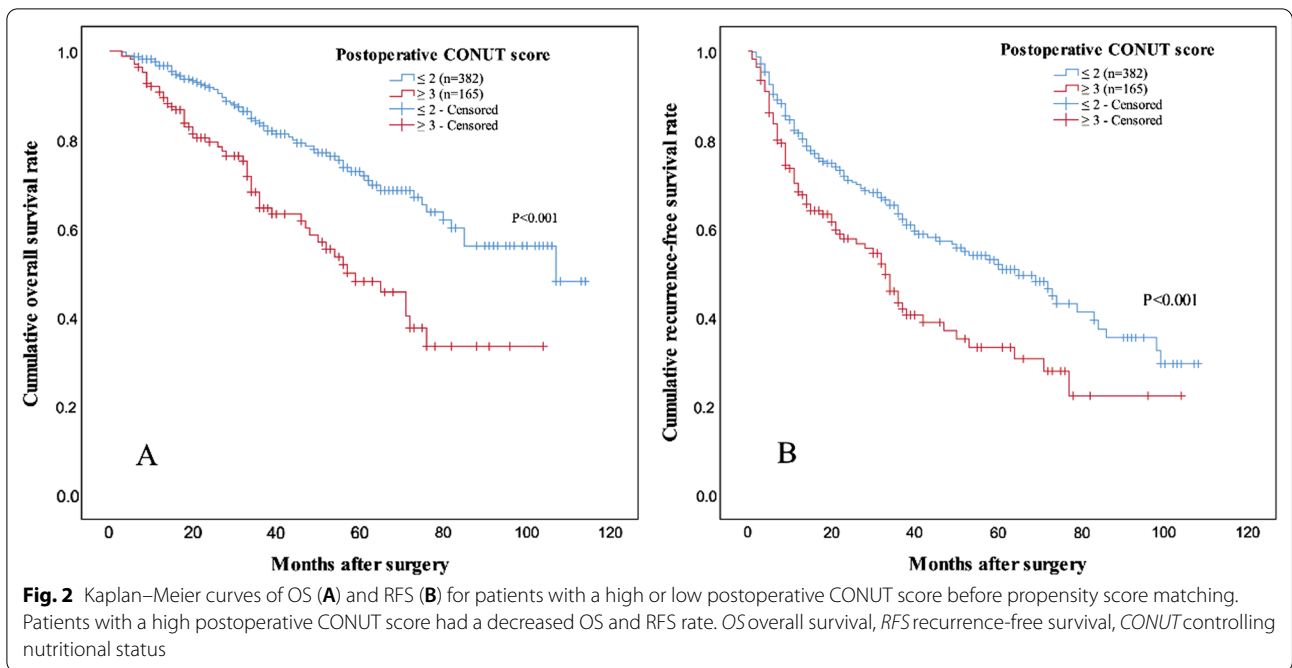 Postoperative CONUT score
≤ 2 (n=382)
≥ 3 (n=165)
≤ 2 - Censored
≥ 3 - Censored
P<0.001
A
1.0
0.8
0.6
0.4
0.2
0.0
0 20 40 60 80 100 120
Cumulative overall survival rate
Months after surgery
Postoperative CONUT score
≤ 2 (n=382)
≥ 3 (n=165)
≤ 2 - Censored
≥ 3 - Censored
P<0.001
B
1.0
0.8
0.6
0.4
0.2
0.0
0 20 40 60 80 100 120
Cumulative recurrence-free survival rate
Months after surgery
Fig. 2 Kaplan–Meier curves of OS (A) and RFS (B) for patients with a high or low postoperative CONUT score before propensity score matching.
Patients with a high postoperative CONUT score had a decreased OS and RFS rate. OS overall survival, RFS recurrence-free survival, CONUT controlling
nutritional status